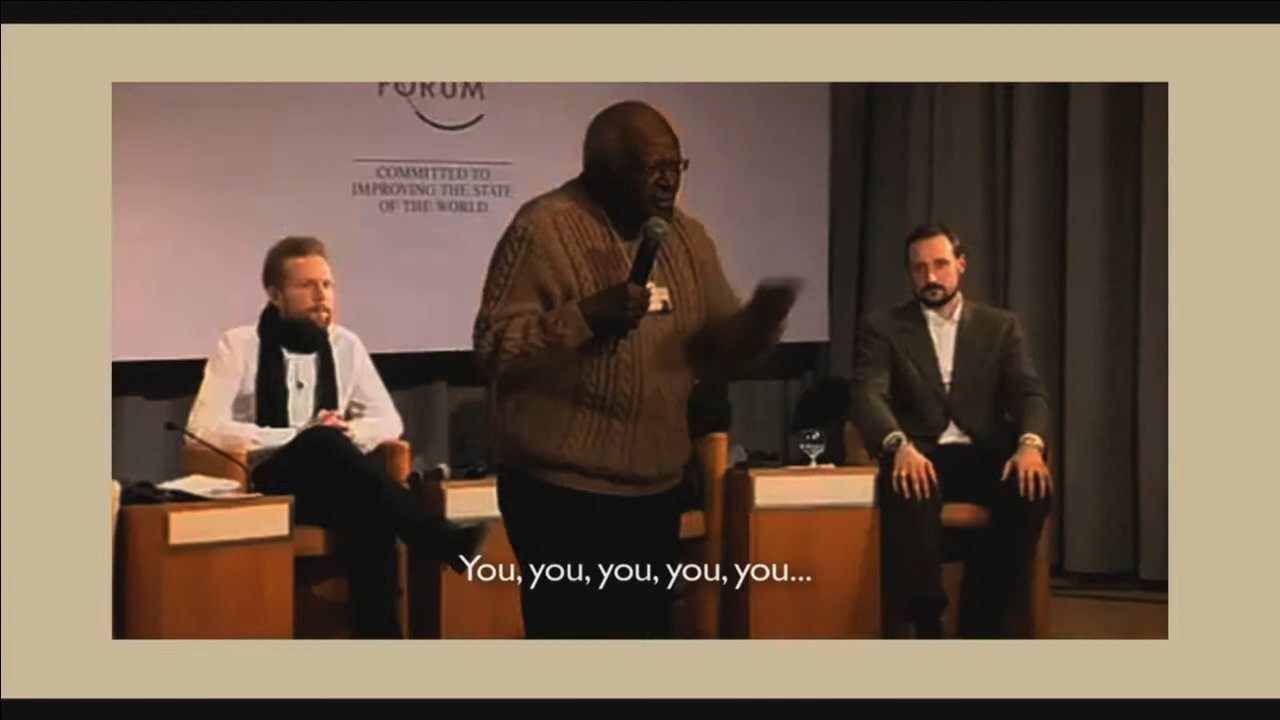 FORUM
COMMITTED TO
IMPROVING THE STATE
OF THE WORLD
You, you, you, you, you...